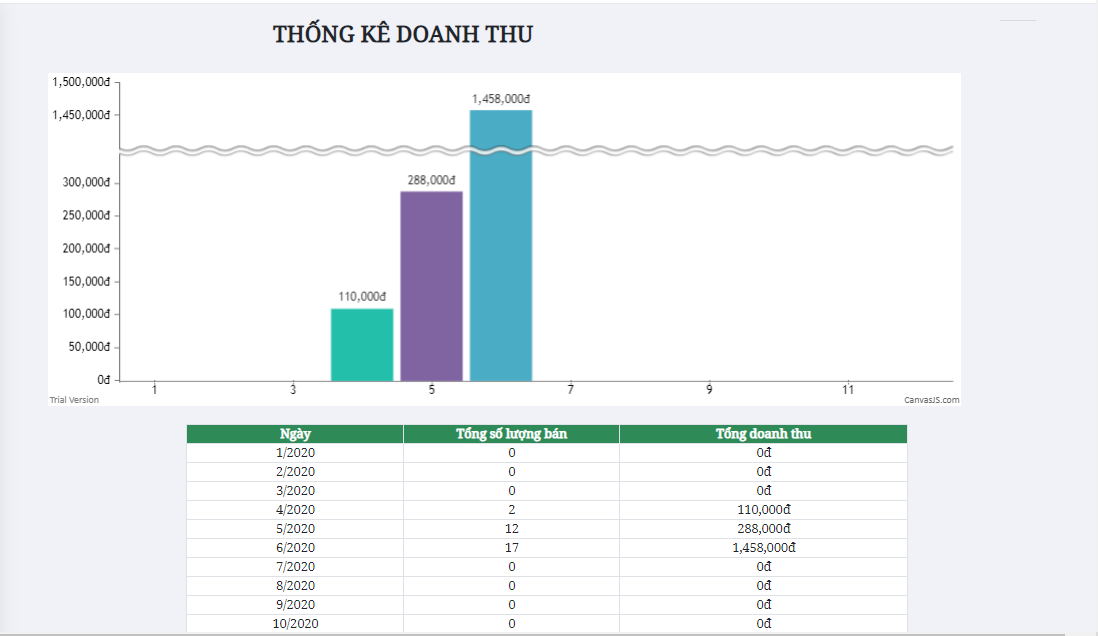 THỐNG KÊ DOANH THU
1,500,000đ
1,458,000đ
1,450,000đ
300,000đ
288,000đ
250,000đ
200,000đ
150,000đ
110,000đ
100,000đ
50,000đ
0đ
1 3 5 7 9 11
Trial Version CanvasJS.com
Ngày Tổng số lượng bán Tổng doanh thu
1/2020 0 0đ
2/2020 0 0đ
3/2020 0 0đ
4/2020 2 110,000đ
5/2020 12 288,000đ
6/2020 17 1,458,000đ
7/2020 0 0đ
8/2020 0 0đ
9/2020 0 0đ
10/2020 0 0đ